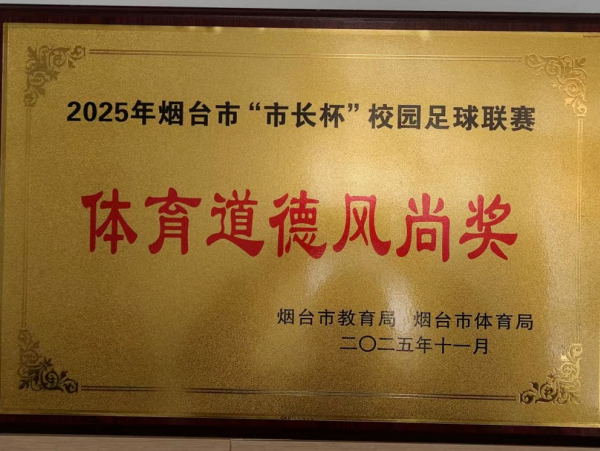 2025年烟台市“市长杯”校园足球联赛
体育道德风尚奖
烟台市教育局 烟台市体育局
二〇二五年十一月